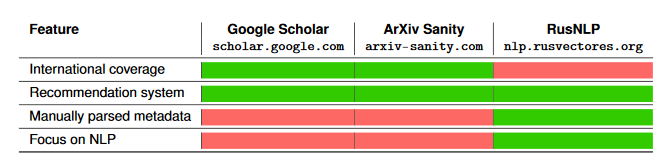 Feature Google Scholar ArXiv Sanity RusNLP
scholar.google.com arxiv-sanity.com nlp.rusvectores.org
International coverage
Recommendation system
Manually parsed metadata
Focus on NLP